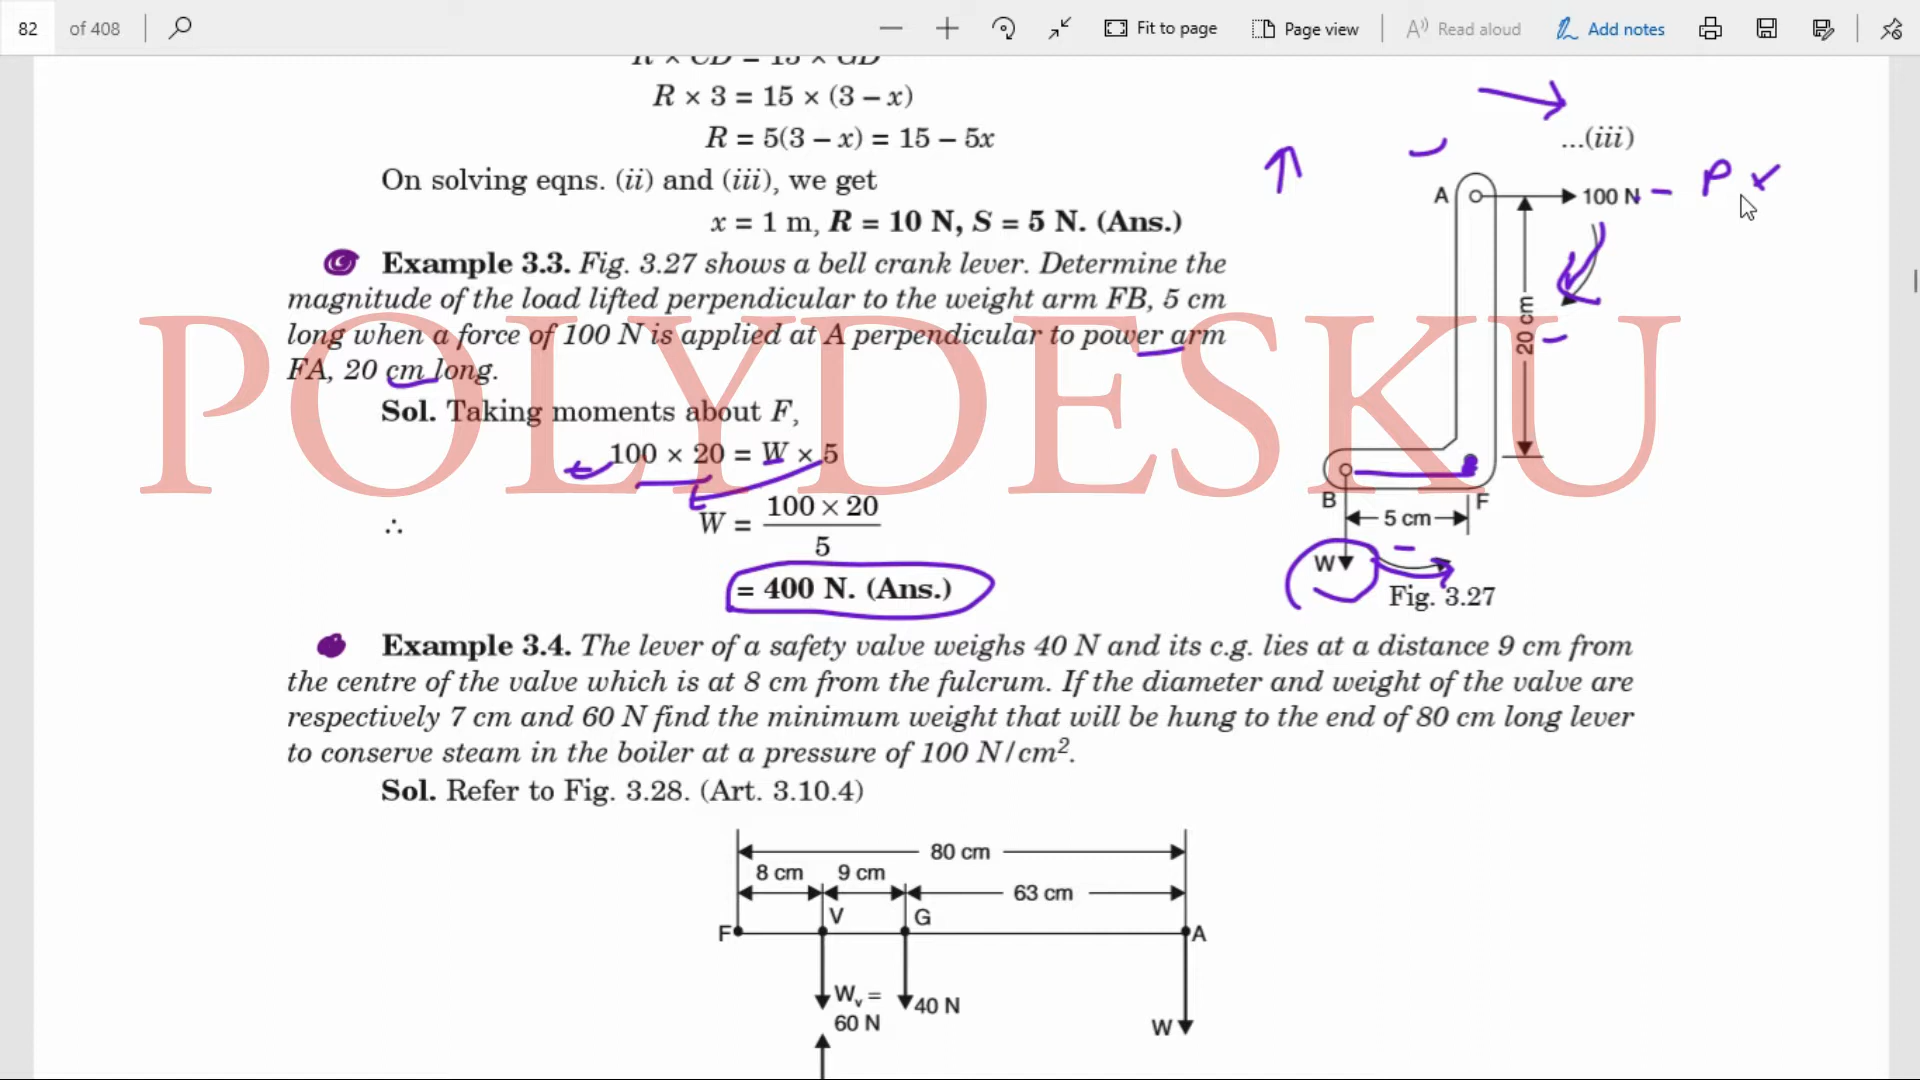 82 of 408 Fit to page Page view Read aloud Add notes
R × CD = 15 × GD
R × 3 = 15 × (3 – x)
R = 5(3 – x) = 15 – 5x ...(iii)
On solving eqns. (ii) and (iii), we get
x = 1 m, R = 10 N, S = 5 N. (Ans.)
Example 3.3. Fig. 3.27 shows a bell crank lever. Determine the
magnitude of the load lifted perpendicular to the weight arm FB, 5 cm
long when a force of 100 N is applied at A perpendicular to power arm
FA, 20 cm long.
Sol. Taking moments about F,
100 × 20 = W × 5
∴ W = 100 × 20
5
= 400 N. (Ans.)
A 100 N – P
20 cm
B F
5 cm
W
Fig. 3.27
POLYDESKU
Example 3.4. The lever of a safety valve weighs 40 N and its c.g. lies at a distance 9 cm from
the centre of the valve which is at 8 cm from the fulcrum. If the diameter and weight of the valve are
respectively 7 cm and 60 N find the minimum weight that will be hung to the end of 80 cm long lever
to conserve steam in the boiler at a pressure of 100 N/cm².
Sol. Refer to Fig. 3.28. (Art. 3.10.4)
80 cm
8 cm 9 cm 63 cm
V G
F A
Wv =
60 N
40 N
W